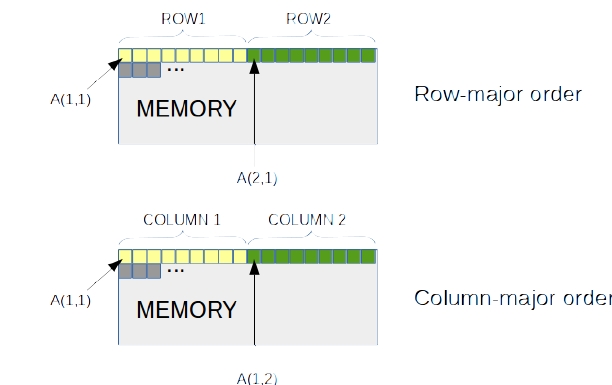 ROW1 ROW2
...
A(1,1)
MEMORY
Row-major order
A(2,1)
COLUMN 1 COLUMN 2
...
A(1,1)
MEMORY
Column-major order
A(1,2)